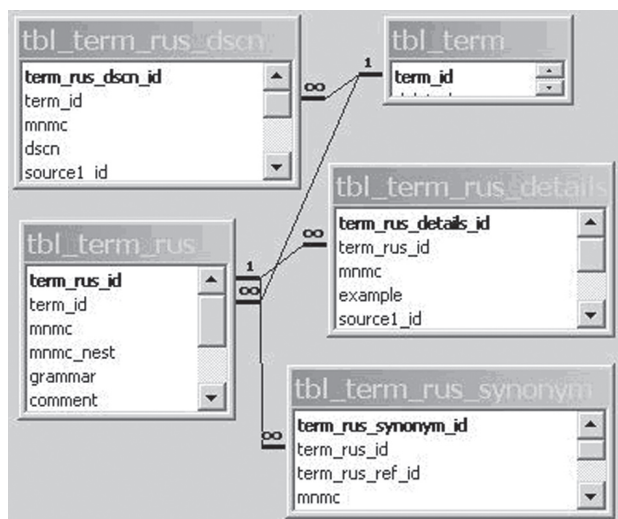 tbl_term_rus_dscn
term_rus_dscn_id
term_id
mnmc
dscn
source1_id
tbl_term
term_id
1
∞
tbl_term_rus_details
term_rus_details_id
term_rus_id
mnmc
example
source1_id
∞
tbl_term_rus
term_rus_id
term_id
mnmc
mnmc_nest
grammar
comment
1
∞
tbl_term_rus_synonym
term_rus_synonym_id
term_rus_id
term_rus_ref_id
mnmc
∞